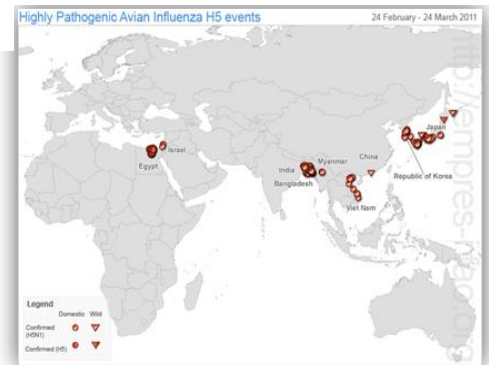 Highly Pathogenic Avian Influenza H5 events
24 February - 24 March 2011
Japan
Israel
Egypt
China
Myanmar
India
Republic of Korea
Bangladesh
Viet Nam
Legend
Domestic Wild
Confirmed
(H5N1)
Confirmed (H5)